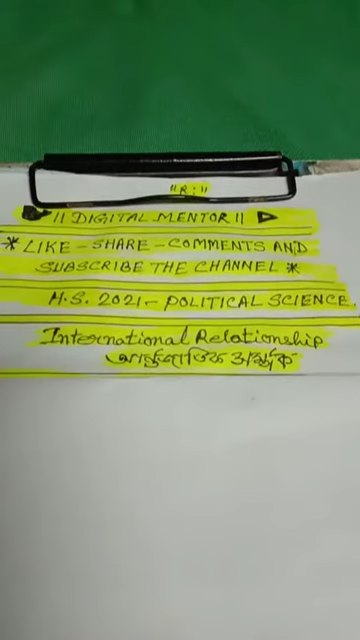 "R:"
|| DIGITAL MENTOR || ▷
* LIKE - SHARE - COMMENTS AND
SUBSCRIBE THE CHANNEL *
H.S. 2021 - POLITICAL SCIENCE
International Relationship
আন্তর্জাতিক সম্পর্ক